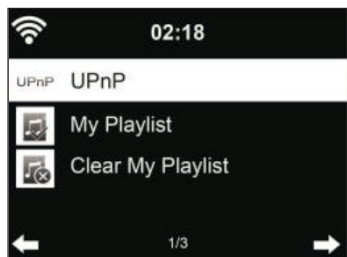 02:18
UPnP UPnP
My Playlist
Clear My Playlist
1/3